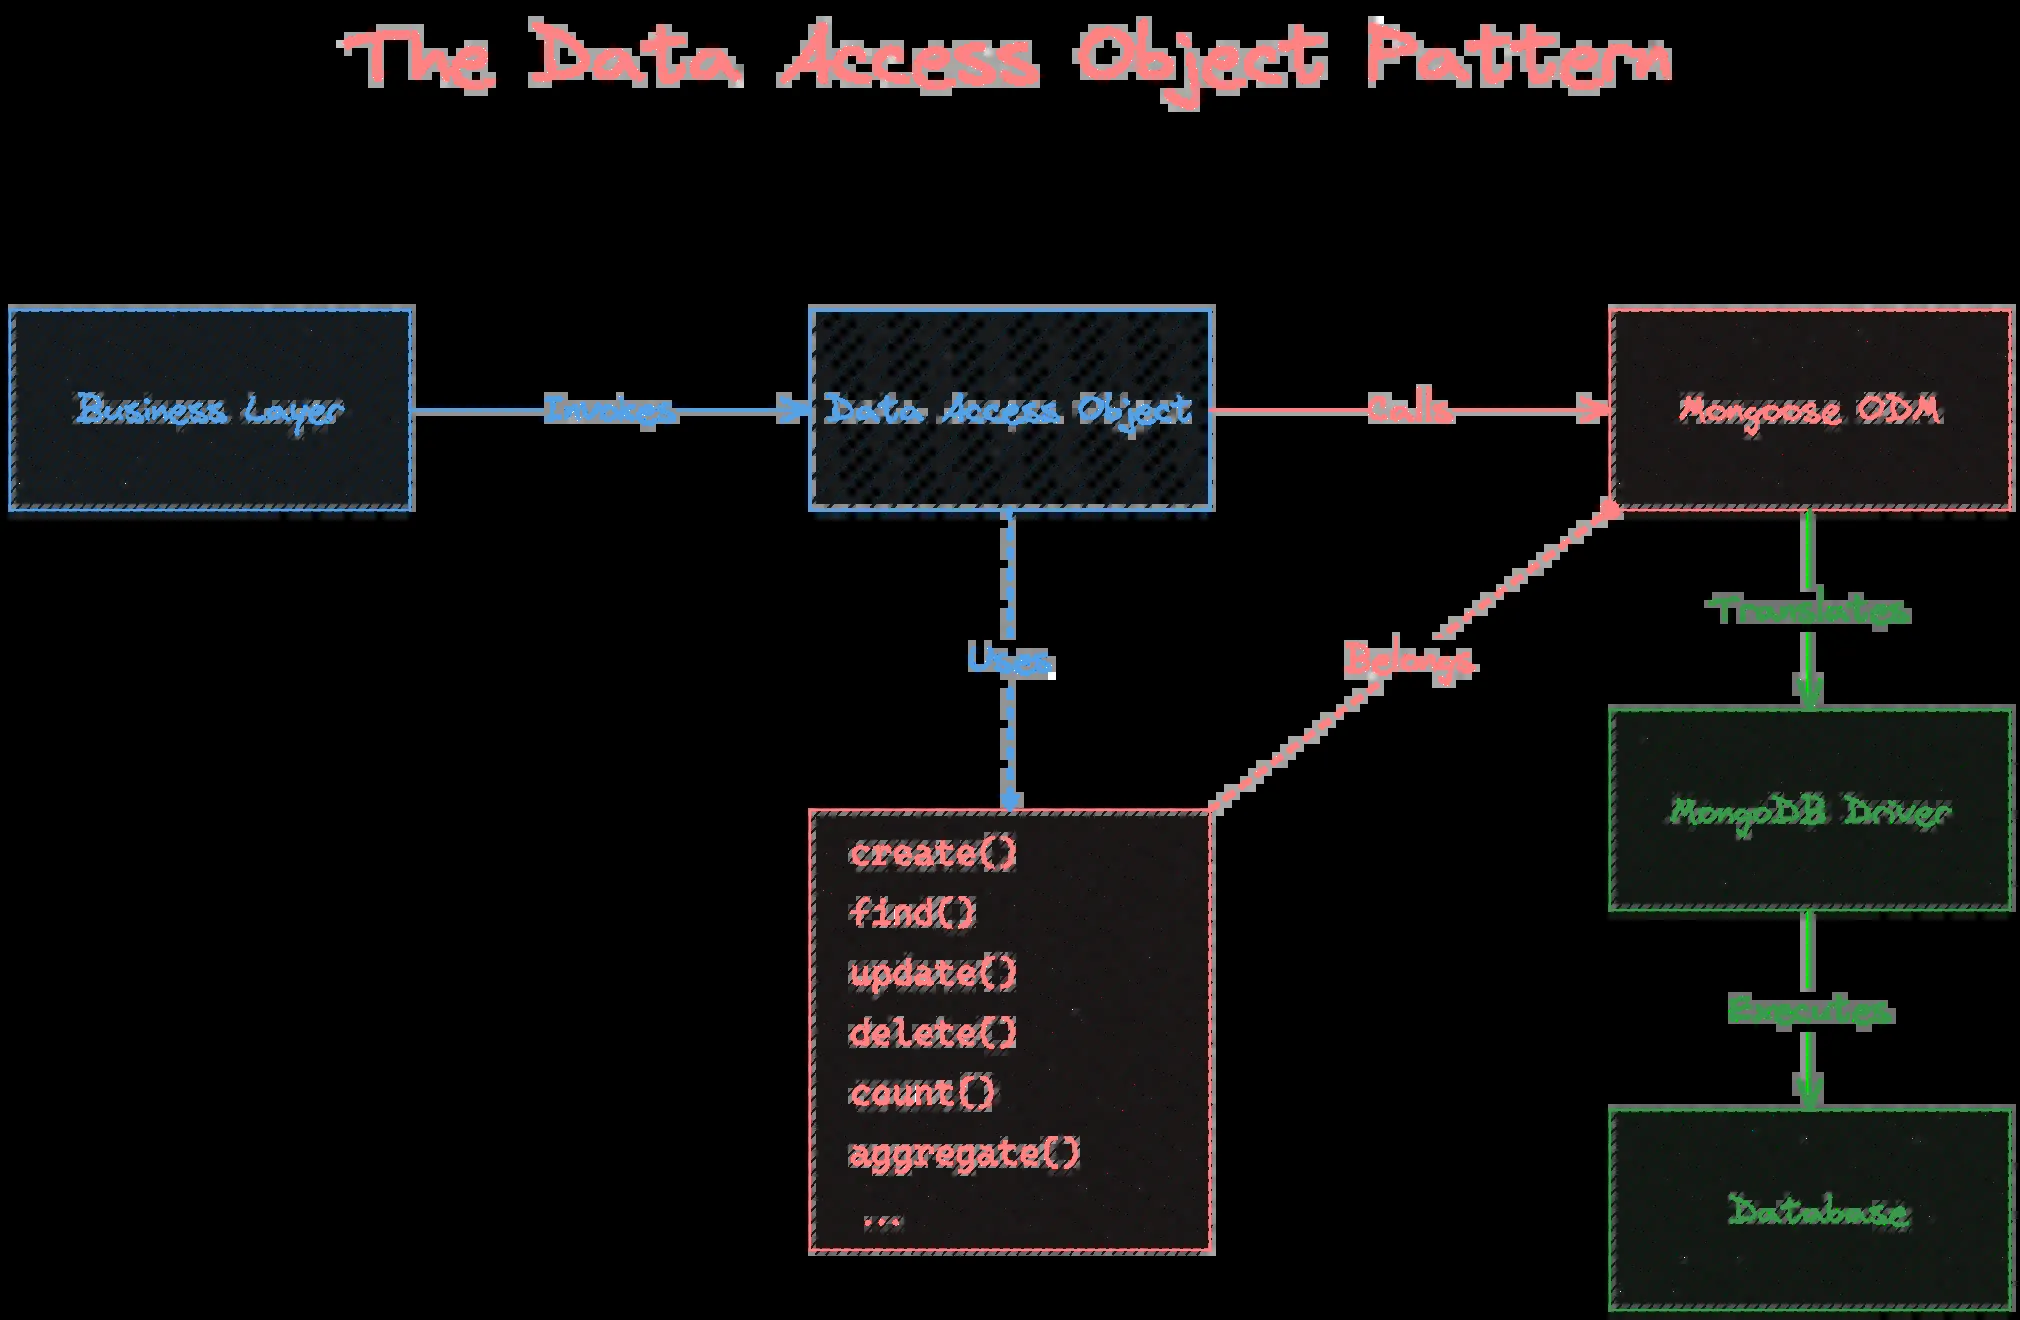 The Data Access Object Pattern
Business Layer
Invokes
Data Access Object
Calls
Mongoose ODM
Translates
Uses
Belongs
MongoDB Driver
create()
find()
update()
delete()
count()
aggregate()
...
Executes
Database